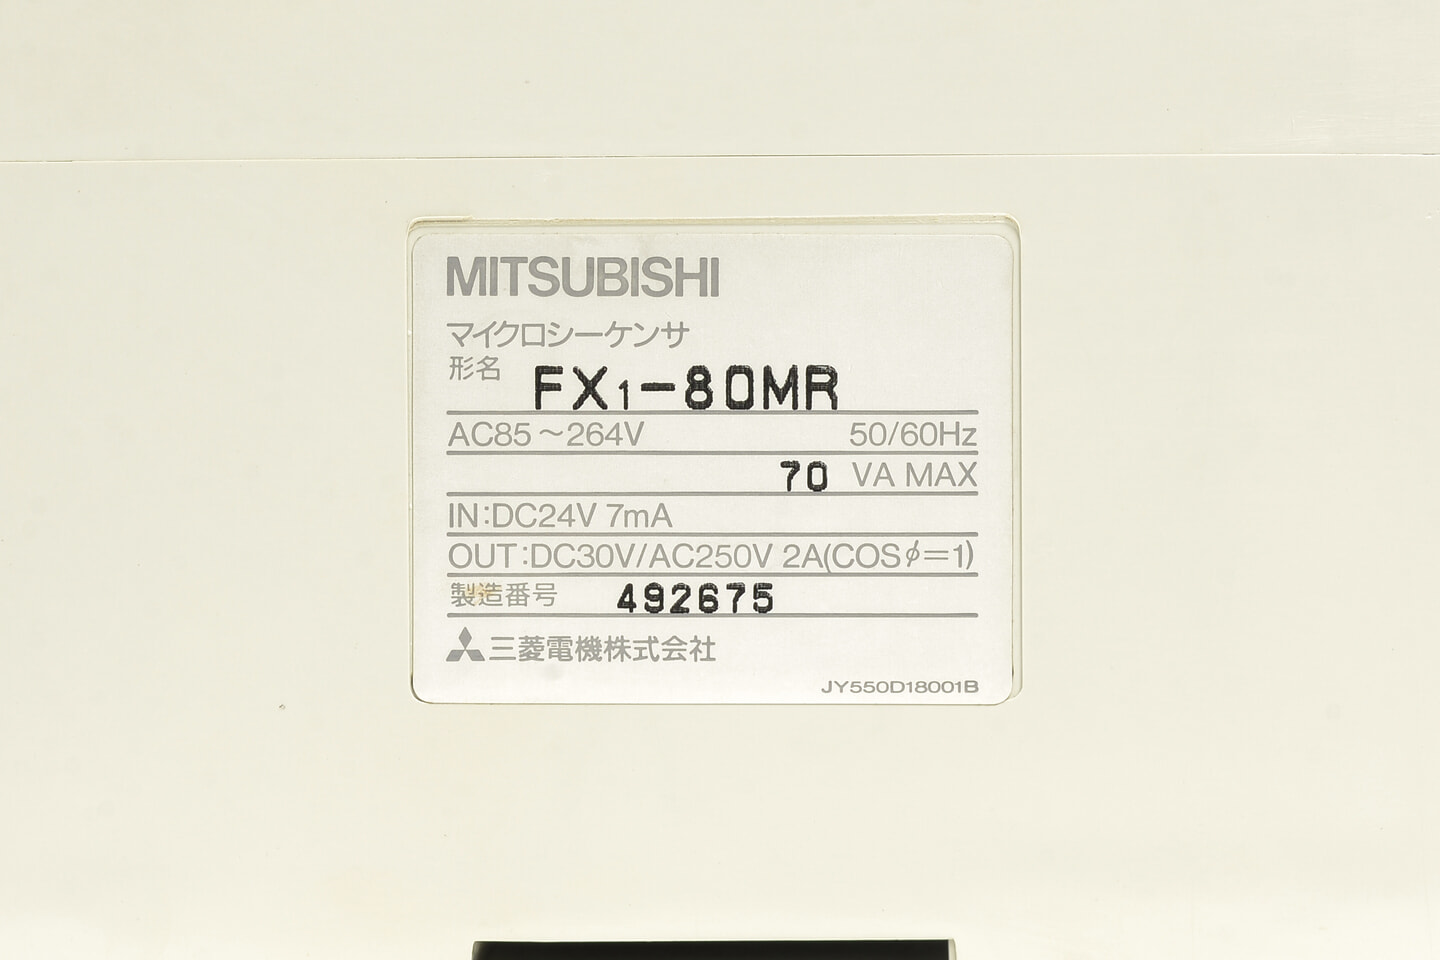 MITSUBISHI
マイクロシーケンサ
形名 FX1-80MR
AC85～264V 50/60Hz
70 VA MAX
IN:DC24V 7mA
OUT:DC30V/AC250V 2A(COSφ=1)
製造番号 492675
三菱電機株式会社
JY550D18001B